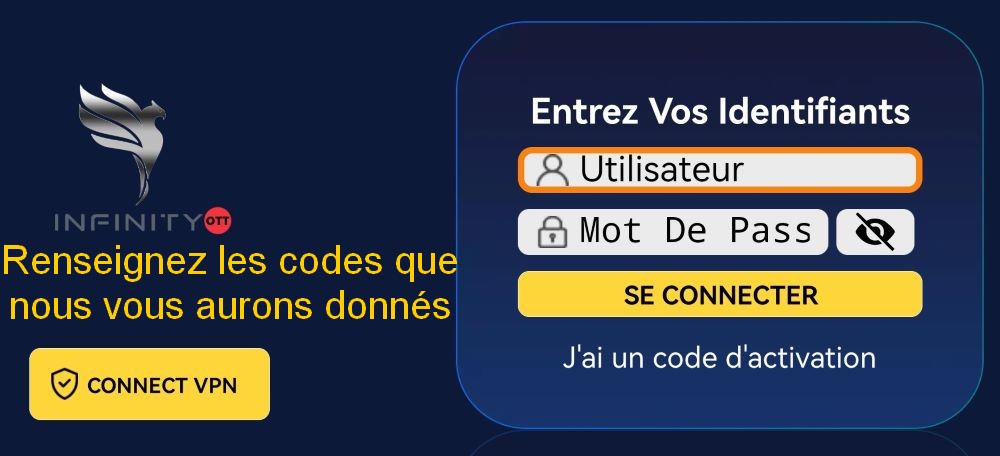 INFINITY OTT
Renseignez les codes que
nous vous aurons donnés
CONNECT VPN
Entrez Vos Identifiants
Utilisateur
Mot De Pass
SE CONNECTER
J'ai un code d'activation